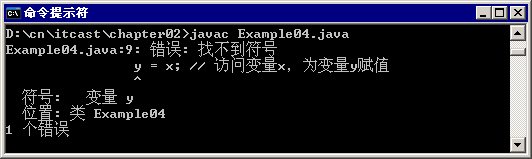 命令提示符
D:\cn\itcast\chapter02>javac Example04.java
Example04.java:9: 错误: 找不到符号
y = x; // 访问变量x，为变量y赋值
^
符号:   变量 y
位置: 类 Example04
1 个错误